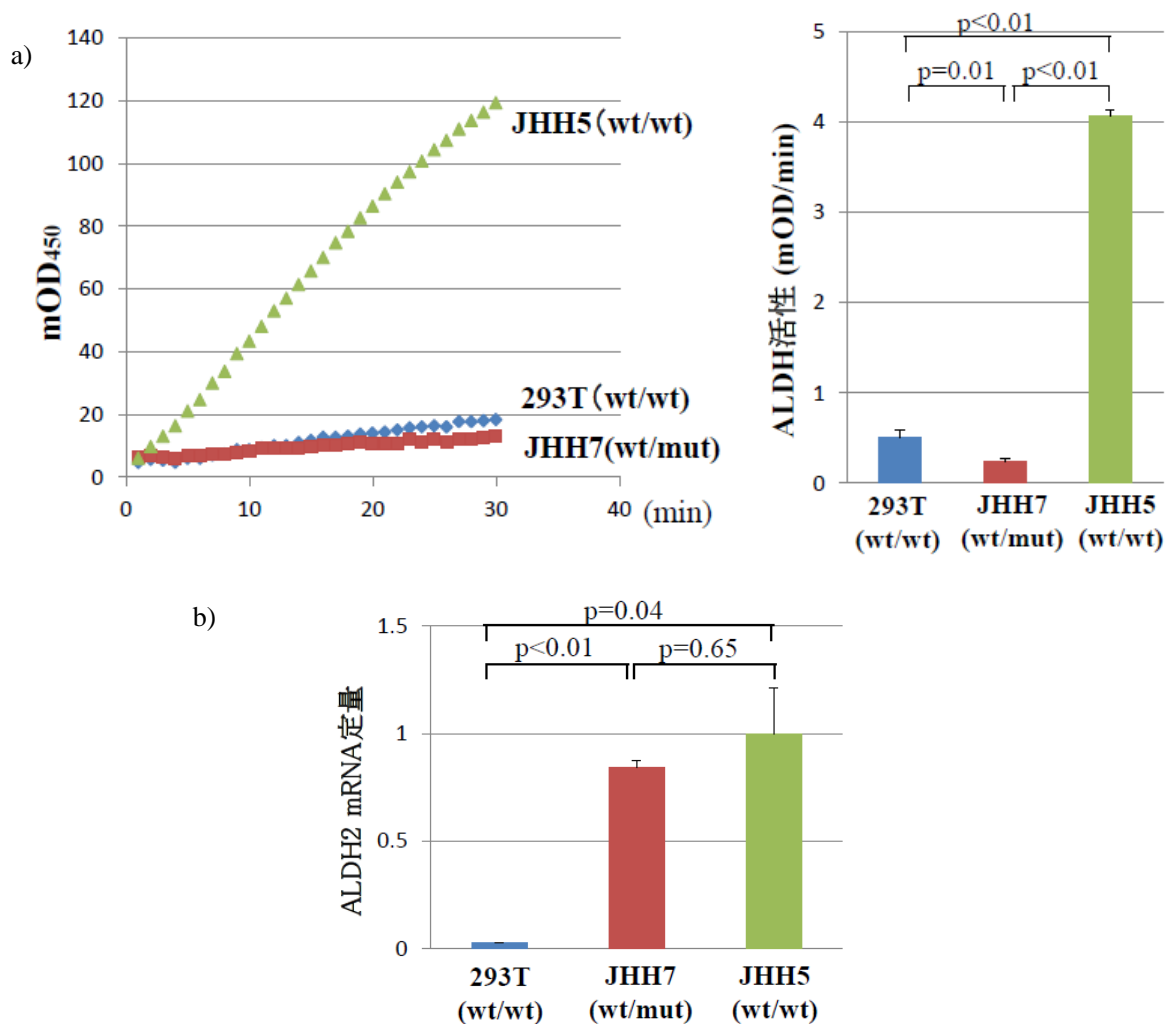 a)
140
120
100
80
60
40
20
0
mOD450
JHH5(wt/wt)
293T(wt/wt)
JHH7(wt/mut)
0 10 20 30 40 (min)
p<0.01
p=0.01 p<0.01
5
4
3
2
1
0
ALDH活性 (mOD/min)
293T JHH7 JHH5
(wt/wt) (wt/mut) (wt/wt)
b)
p=0.04
p<0.01 p=0.65
1.5
1
0.5
0
ALDH2 mRNA定量
293T JHH7 JHH5
(wt/wt) (wt/mut) (wt/wt)